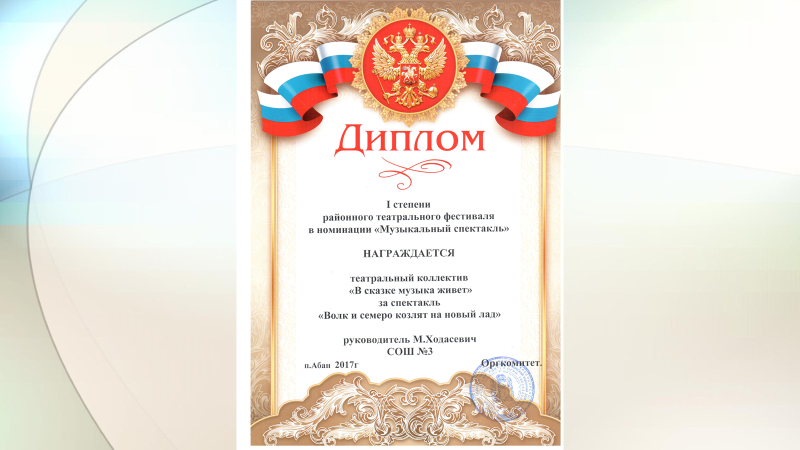 Диплом
I степени
районного театрального фестиваля
в номинации «Музыкальный спектакль»
НАГРАЖДАЕТСЯ
театральный коллектив
«В сказке музыка живет»
за спектакль
«Волк и семеро козлят на новый лад»
руководитель М.Ходасевич
СОШ №3
п.Абан 2017г Оргкомитет.